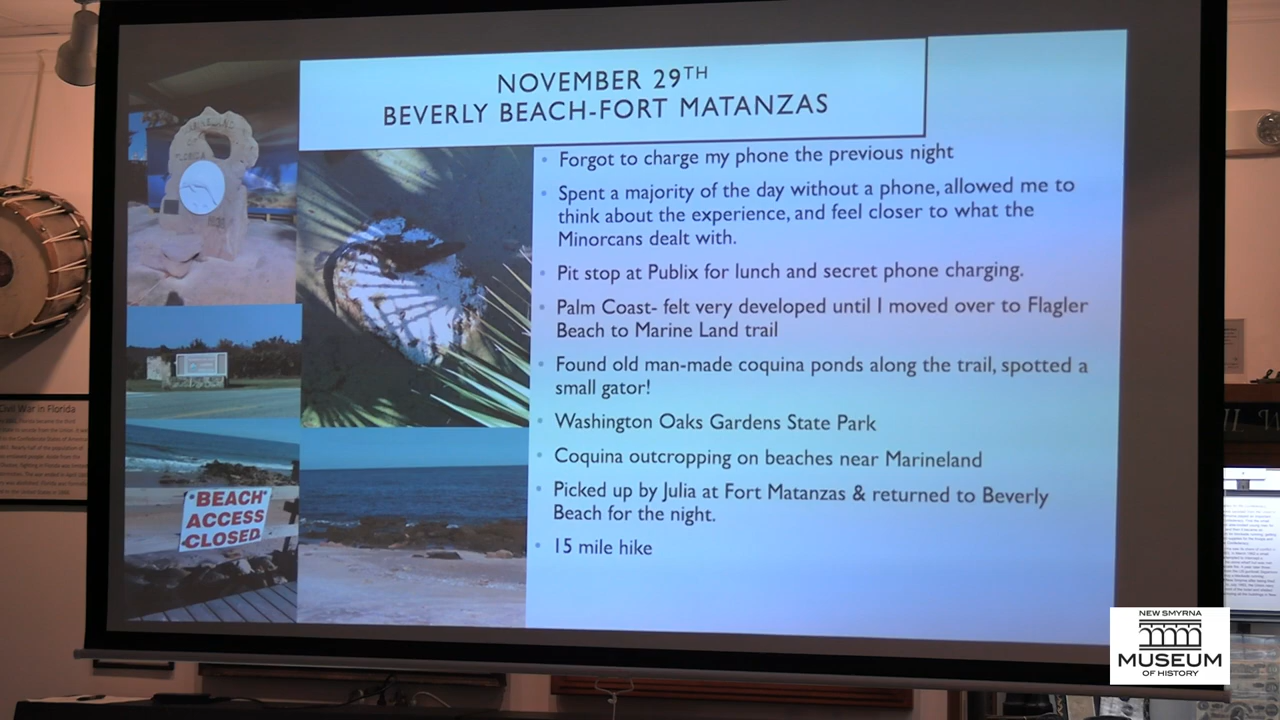 NOVEMBER 29TH
BEVERLY BEACH-FORT MATANZAS
• Forgot to charge my phone the previous night
• Spent a majority of the day without a phone, allowed me to
think about the experience, and feel closer to what the
Minorcans dealt with.
• Pit stop at Publix for lunch and secret phone charging.
• Palm Coast- felt very developed until I moved over to Flagler
Beach to Marine Land trail
• Found old man-made coquina ponds along the trail, spotted a
small gator!
• Washington Oaks Gardens State Park
• Coquina outcropping on beaches near Marineland
• Picked up by Julia at Fort Matanzas & returned to Beverly
Beach for the night.
• 15 mile hike
"BEACH"
ACCESS
CLOSED
Civil War in Florida
NEW SMYRNA
MUSEUM
OF HISTORY